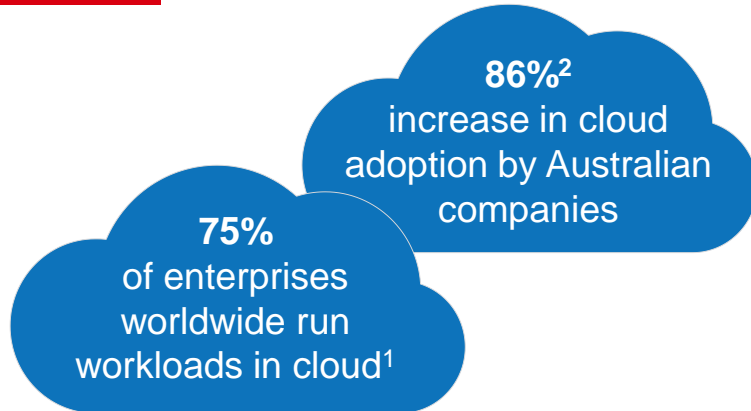 86%²
increase in cloud
adoption by Australian
companies
75%
of enterprises
worldwide run
workloads in cloud¹